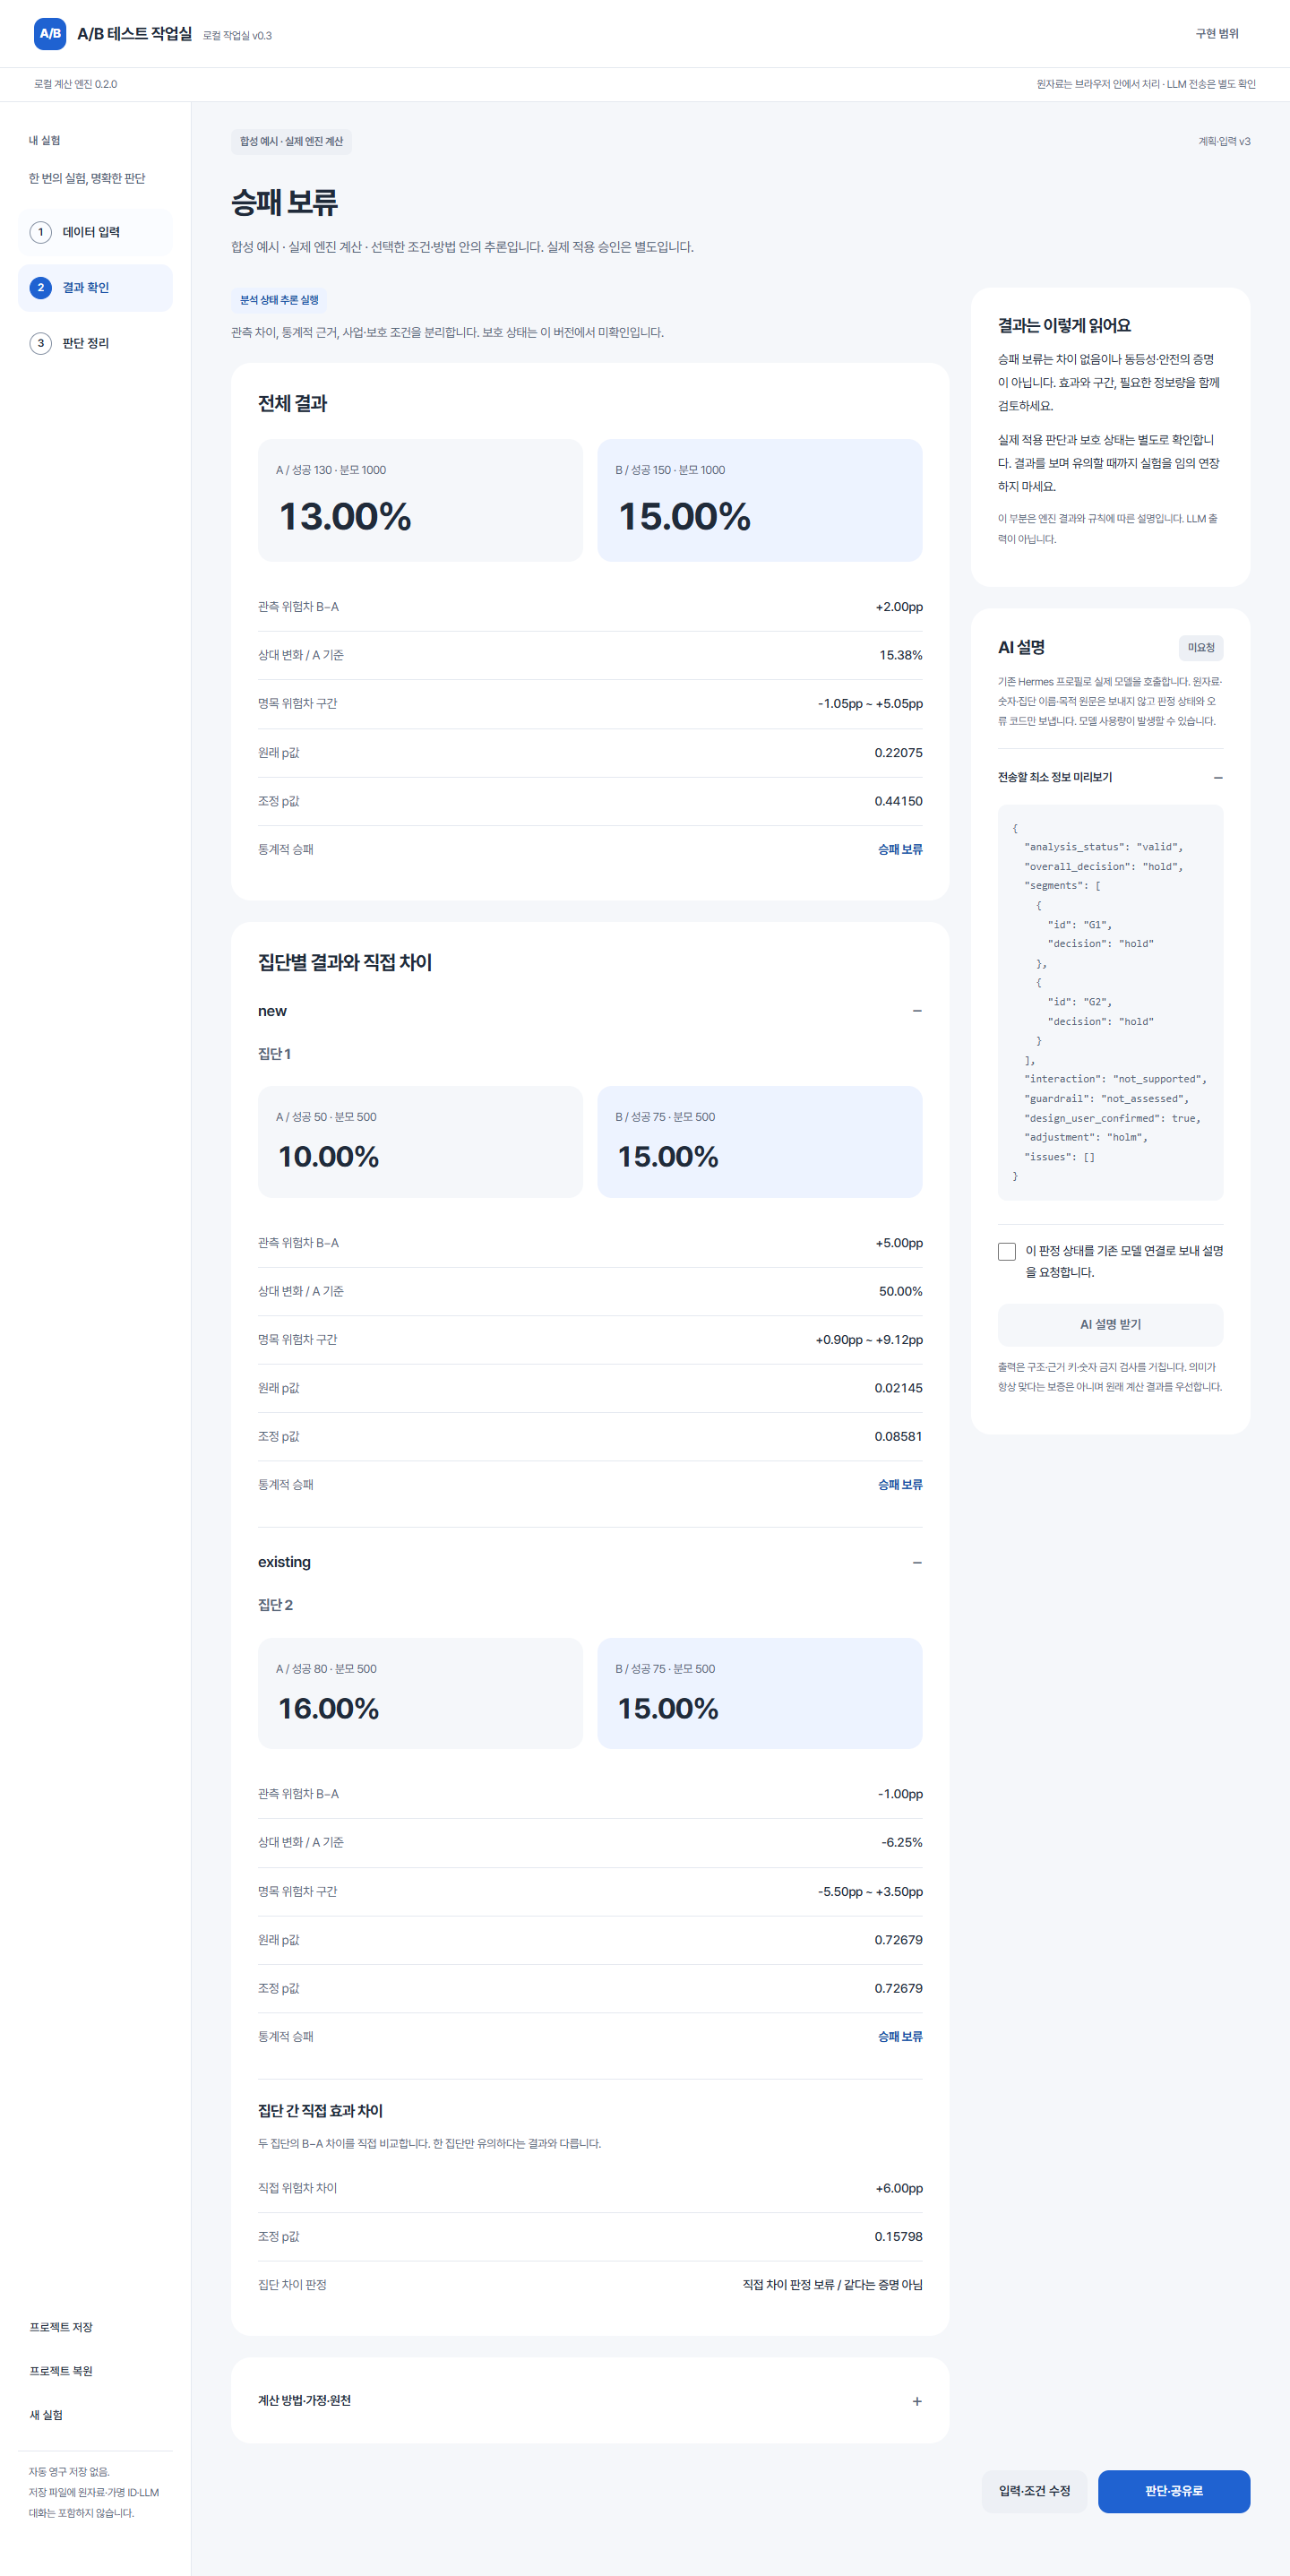 A/B
A/B 테스트 작업실
로컬 작업실 v0.3
구현 범위
로컬 계산 엔진 0.2.0
원자료는 브라우저 안에서 처리 · LLM 전송은 별도 확인
내 실험
한 번의 실험, 명확한 판단
1
데이터 입력
2
결과 확인
3
판단 정리
합성 예시 · 실제 엔진 계산
계획·입력 v3
승패 보류
합성 예시 · 실제 엔진 계산 · 선택한 조건·방법 안의 추론입니다. 실제 적용 승인은 별도입니다.
분석 상태 추론 실행
관측 차이, 통계적 근거, 사업·보호 조건을 분리합니다. 보호 상태는 이 버전에서 미확인입니다.
전체 결과
A / 성공 130 · 분모 1000
13.00%
B / 성공 150 · 분모 1000
15.00%
관측 위험차 B−A
+2.00pp
상대 변화 / A 기준
15.38%
명목 위험차 구간
-1.05pp ~ +5.05pp
원래 p값
0.22075
조정 p값
0.44150
통계적 승패
승패 보류
집단별 결과와 직접 차이
new
−
집단 1
A / 성공 50 · 분모 500
10.00%
B / 성공 75 · 분모 500
15.00%
관측 위험차 B−A
+5.00pp
상대 변화 / A 기준
50.00%
명목 위험차 구간
+0.90pp ~ +9.12pp
원래 p값
0.02145
조정 p값
0.08581
통계적 승패
승패 보류
existing
−
집단 2
A / 성공 80 · 분모 500
16.00%
B / 성공 75 · 분모 500
15.00%
관측 위험차 B−A
-1.00pp
상대 변화 / A 기준
-6.25%
명목 위험차 구간
-5.50pp ~ +3.50pp
원래 p값
0.72679
조정 p값
0.72679
통계적 승패
승패 보류
집단 간 직접 효과 차이
두 집단의 B−A 차이를 직접 비교합니다. 한 집단만 유의하다는 결과와 다릅니다.
직접 위험차 차이
+6.00pp
조정 p값
0.15798
집단 차이 판정
직접 차이 판정 보류 / 같다는 증명 아님
계산 방법·가정·원천
+
결과는 이렇게 읽어요
승패 보류는 차이 없음이나 동등성·안전의 증명
이 아닙니다. 효과와 구간, 필요한 정보량을 함께
검토하세요.
실제 적용 판단과 보호 상태는 별도로 확인합니
다. 결과를 보며 유의할 때까지 실험을 임의 연장
하지 마세요.
이 부분은 엔진 결과와 규칙에 따른 설명입니다. LLM 출
력이 아닙니다.
AI 설명
미요청
기존 Hermes 프로필로 실제 모델을 호출합니다. 원자료·
숫자·집단 이름·목적 원문은 보내지 않고 판정 상태와 오
류 코드만 보냅니다. 모델 사용량이 발생할 수 있습니다.
전송할 최소 정보 미리보기
−
{
"analysis_status": "valid",
"overall_decision": "hold",
"segments": [
{
"id": "G1",
"decision": "hold"
},
{
"id": "G2",
"decision": "hold"
}
],
"interaction": "not_supported",
"guardrail": "not_assessed",
"design_user_confirmed": true,
"adjustment": "holm",
"issues": []
}
이 판정 상태를 기존 모델 연결로 보내 설명
을 요청합니다.
AI 설명 받기
출력은 구조·근거 키·숫자 금지 검사를 거칩니다. 의미가
항상 맞다는 보증은 아니며 원래 계산 결과를 우선합니다.
프로젝트 저장
프로젝트 복원
새 실험
자동 영구 저장 없음.
저장 파일에 원자료·가명 ID·LLM
대화는 포함하지 않습니다.
입력·조건 수정
판단·공유로